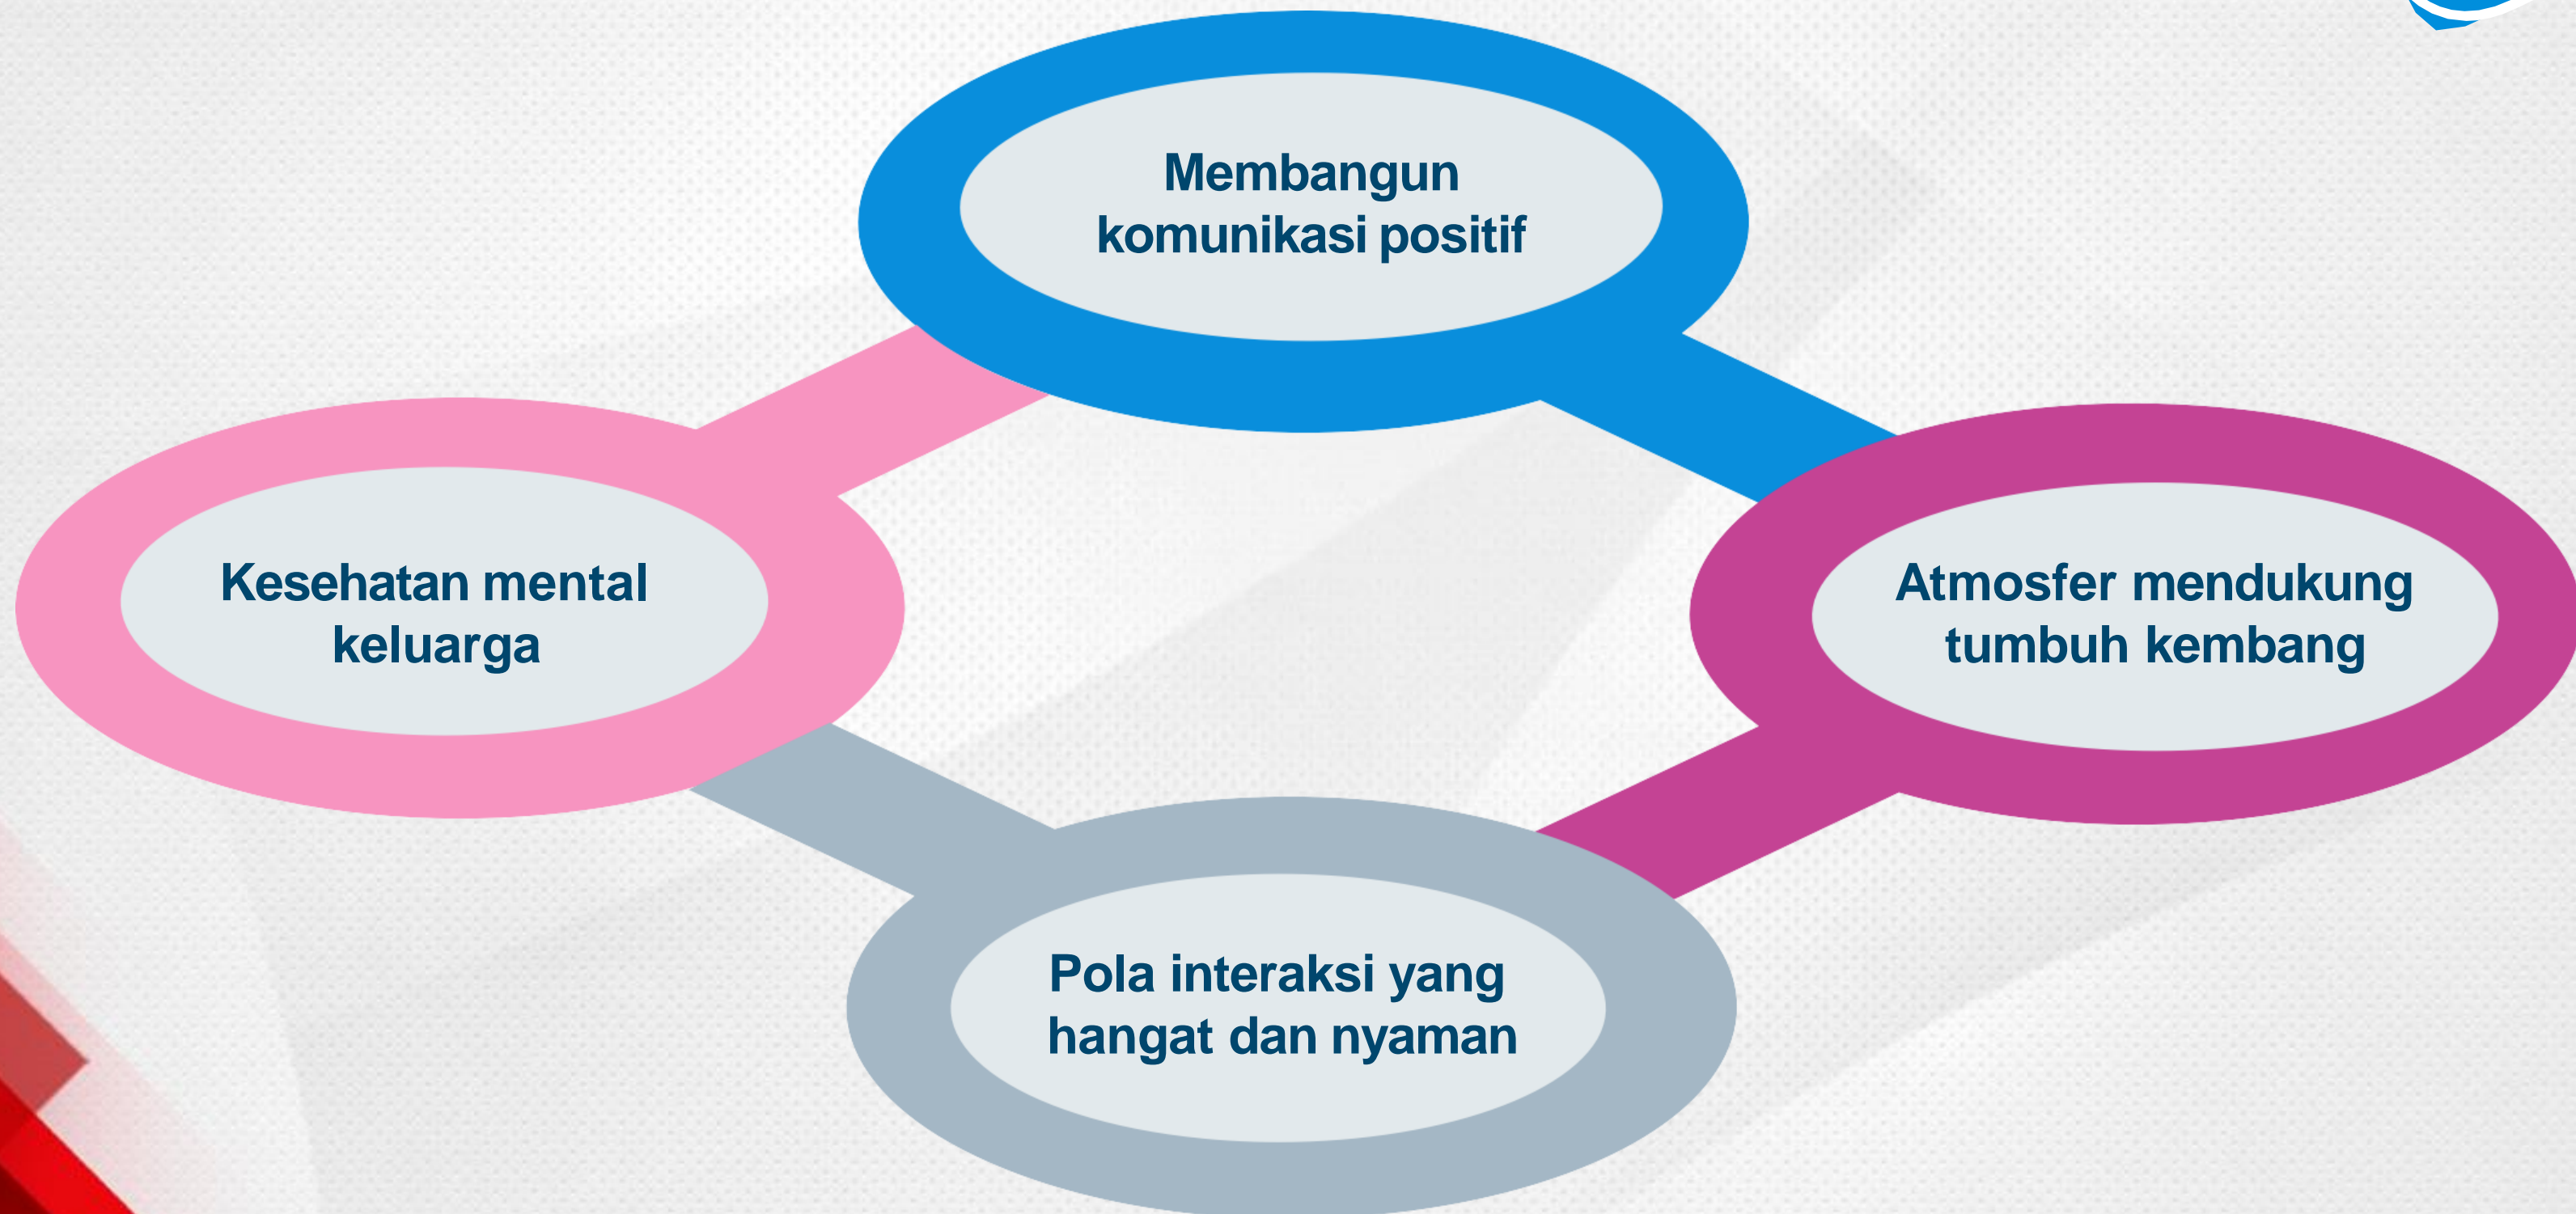 Membangun
komunikasi positif
Kesehatan mental
keluarga
Atmosfer mendukung
tumbuh kembang
Pola interaksi yang
hangat dan nyaman